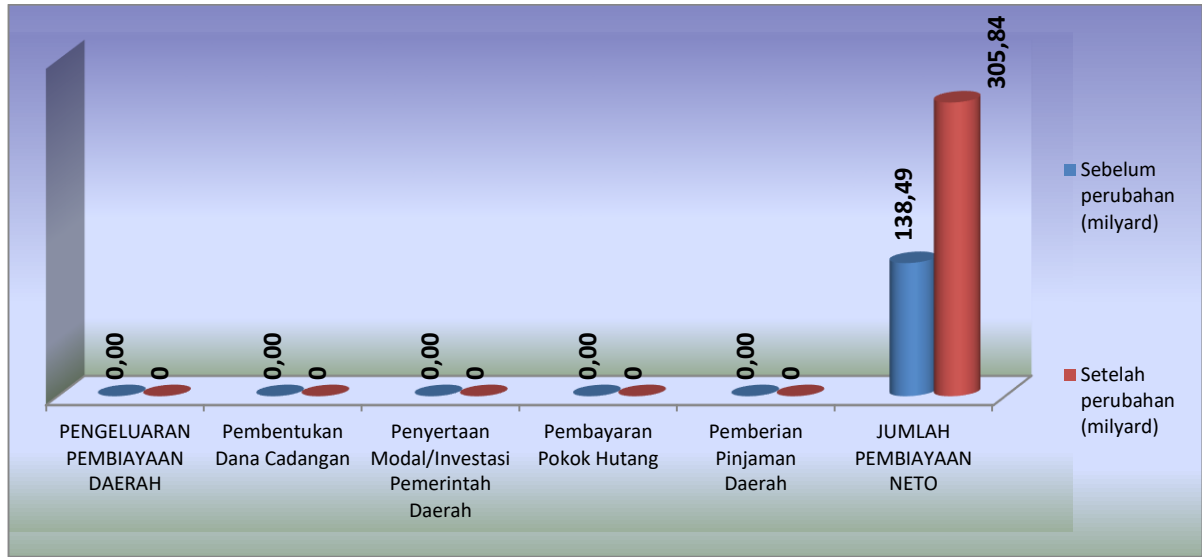 305,84
138,49
0,00
0
0,00
0
0,00
0
0,00
0
0,00
0
PENGELUARAN
PEMBIAYAAN
DAERAH
Pembentukan
Dana Cadangan
Penyertaan
Modal/Investasi
Pemerintah
Daerah
Pembayaran
Pokok Hutang
Pemberian
Pinjaman
Daerah
JUMLAH
PEMBIAYAAN
NETO
Sebelum
perubahan
(milyard)
Setelah
perubahan
(milyard)